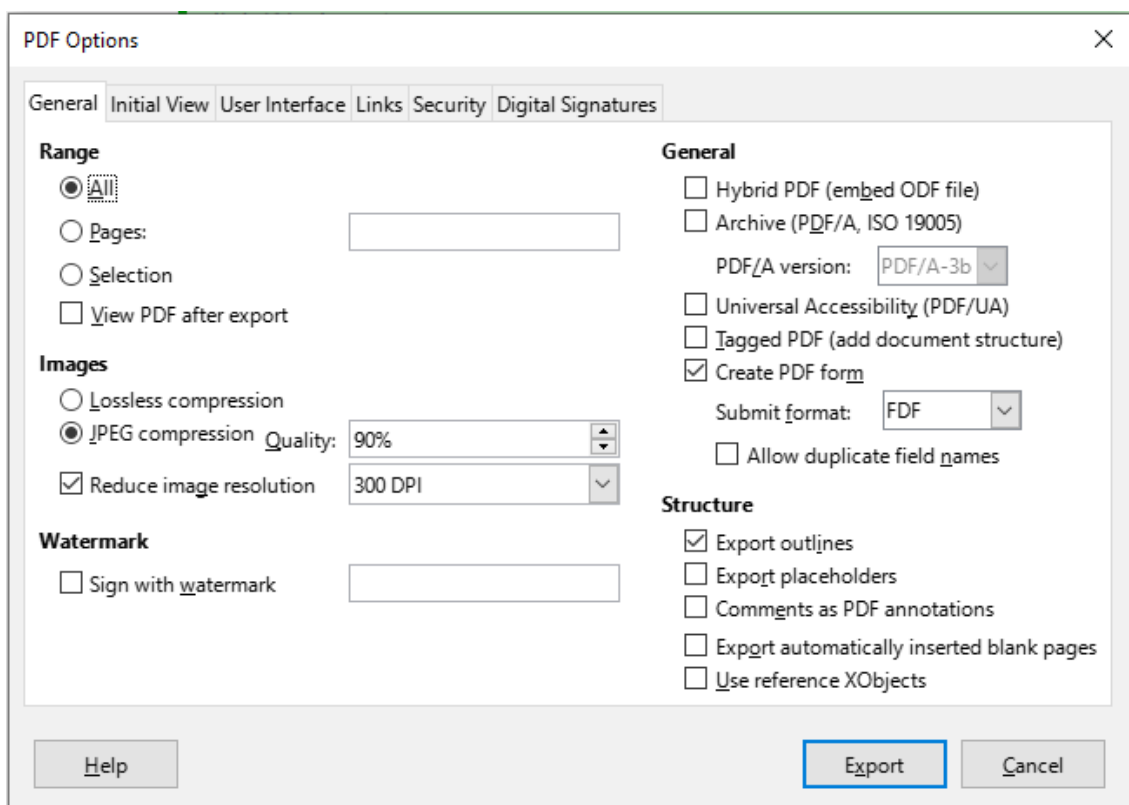 PDF Options
General Initial View User Interface Links Security Digital Signatures
Range
All
Pages:
Selection
View PDF after export
Images
Lossless compression
JPEG compression Quality: 90%
Reduce image resolution 300 DPI
Watermark
Sign with watermark
General
Hybrid PDF (embed ODF file)
Archive (PDF/A, ISO 19005)
PDF/A version: PDF/A-3b
Universal Accessibility (PDF/UA)
Tagged PDF (add document structure)
Create PDF form
Submit format: FDF
Allow duplicate field names
Structure
Export outlines
Export placeholders
Comments as PDF annotations
Export automatically inserted blank pages
Use reference XObjects
Help Export Cancel